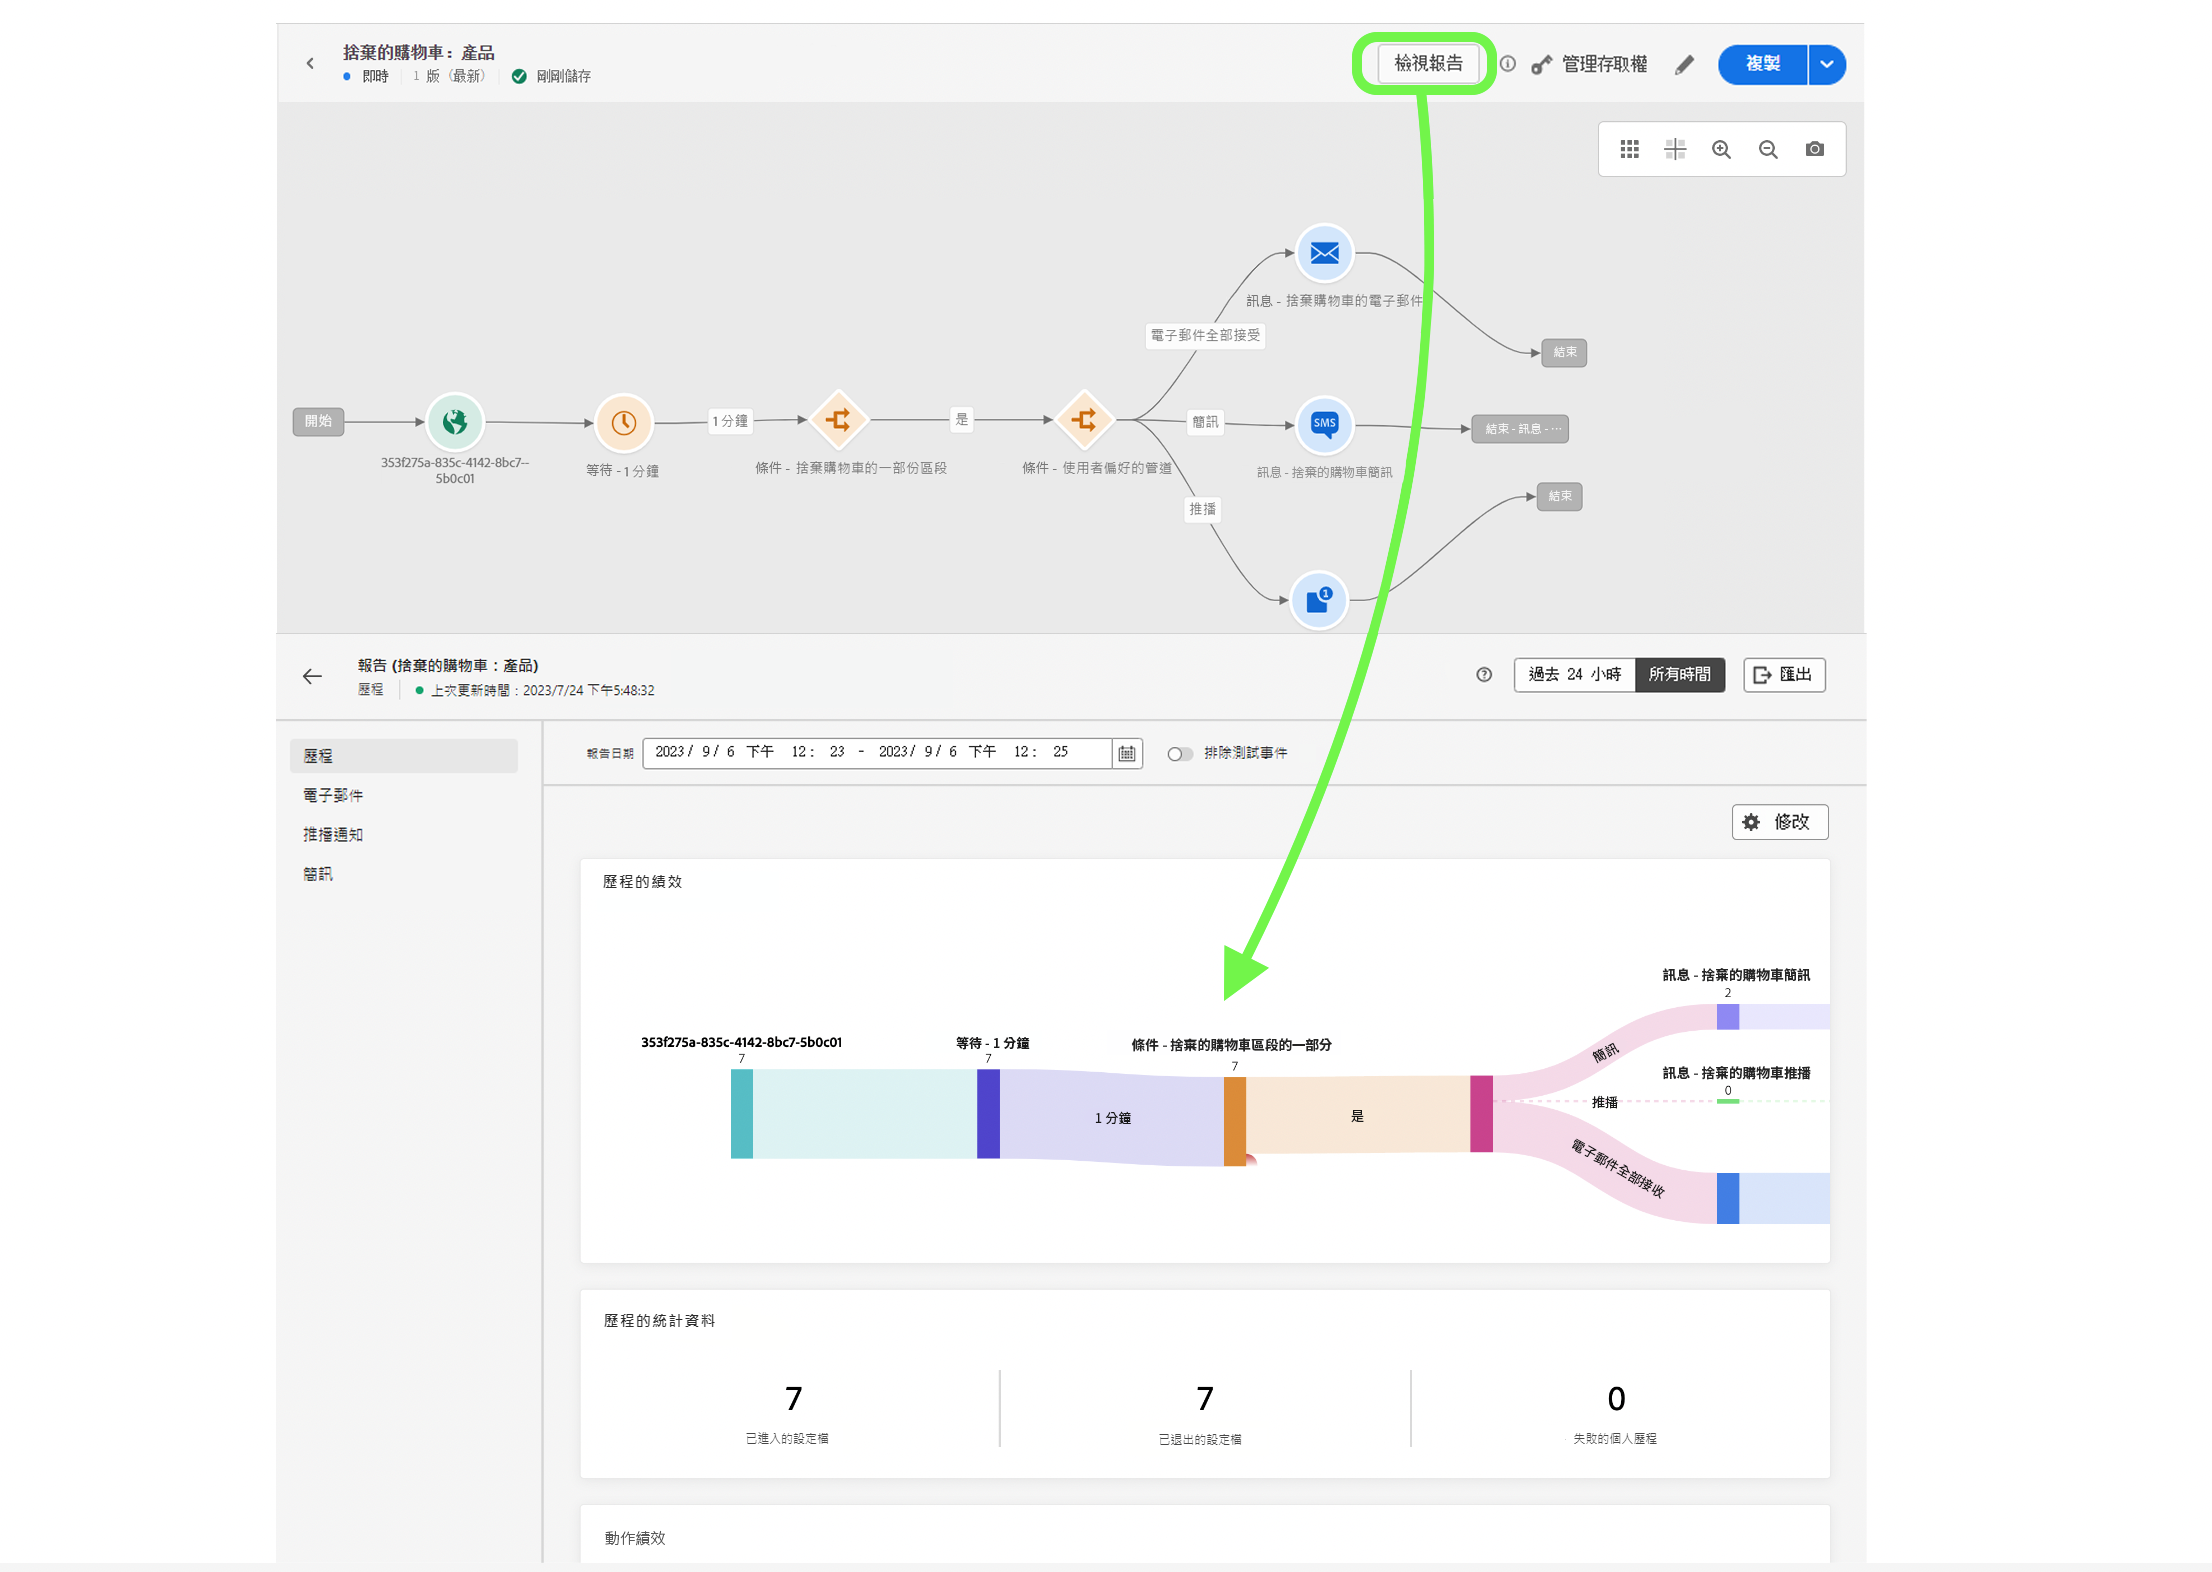 捨棄的購物車：產品
即時 1 版（最新） 剛剛儲存
檢視報告 管理存取權 複製
訊息 - 捨棄購物車的電子郵件
電子郵件全部接受
結束
開始
1 分鐘
是
簡訊
SMS
結束 - 訊息 - ···
353f275a-835c-4142-8bc7--
5b0c01
等待 - 1 分鐘
條件 - 捨棄購物車的一部份區段
條件 - 使用者偏好的管道
訊息 - 捨棄的購物車簡訊
結束
推播
1
報告 (捨棄的購物車：產品)
歷程 上次更新時間：2023/7/24 下午5:48:32
過去 24 小時 所有時間 匯出
歷程
電子郵件
推播通知
簡訊
報告日期 2023/ 9/ 6 下午 12： 23 - 2023/ 9/ 6 下午 12： 25 排除測試事件
修改
歷程的績效
訊息 - 捨棄的購物車簡訊
2
353f275a-835c-4142-8bc7-5b0c01
7
等待 - 1 分鐘
7
條件 - 捨棄的購物車區段的一部分
7
簡訊
訊息 - 捨棄的購物車推播
0
推播
1 分鐘
是
電子郵件全部接收
歷程的統計資料
7
已進入的設定檔
7
已退出的設定檔
0
失敗的個人歷程
動作績效